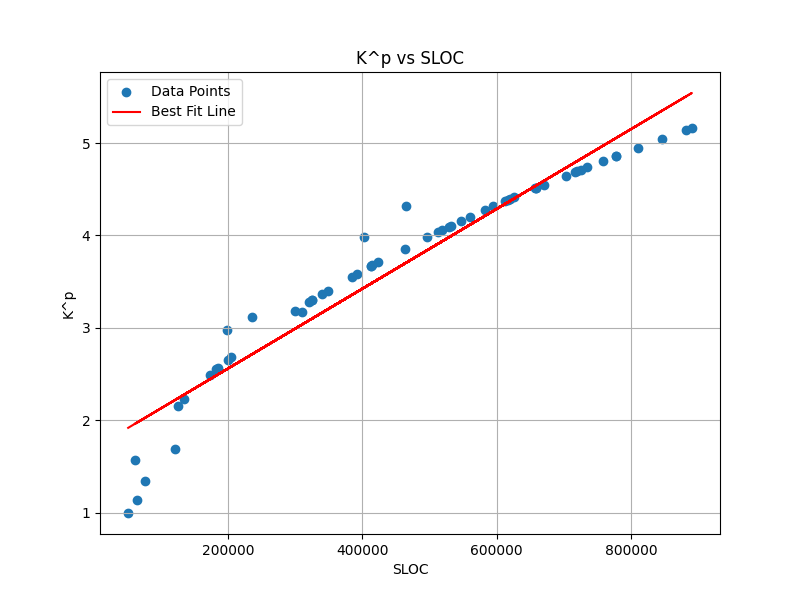 K^p vs SLOC
Data Points
Best Fit Line
5
4
3
2
1
K^p
200000
400000
600000
800000
SLOC